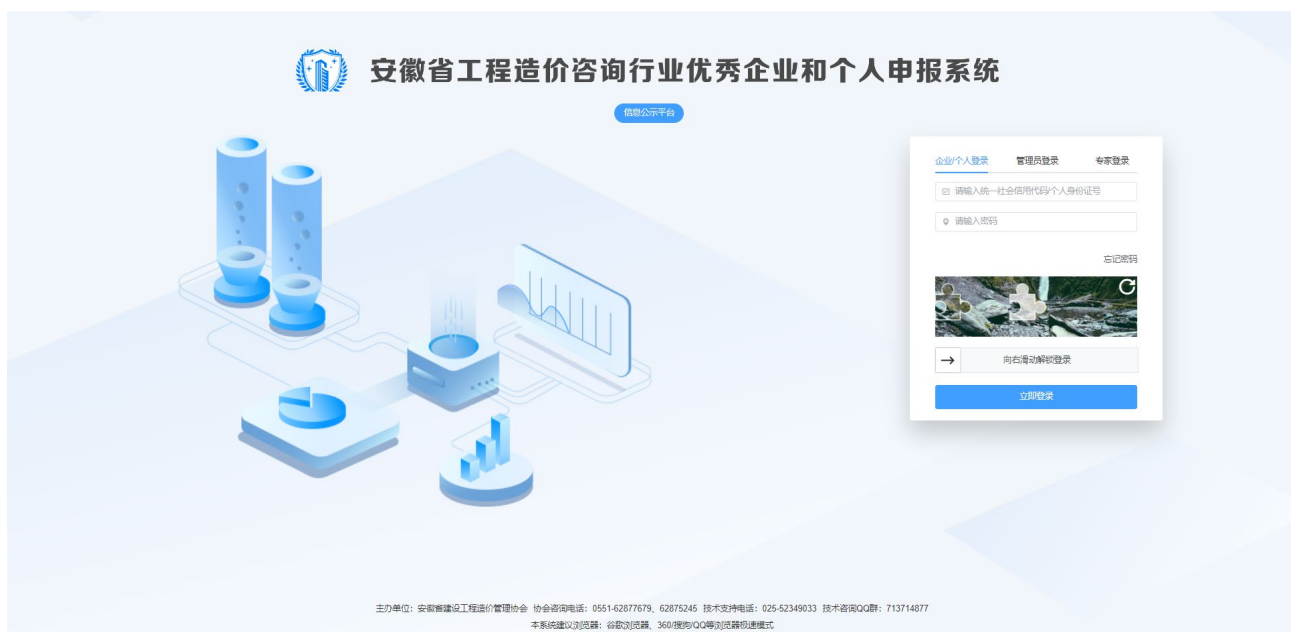 安徽省工程造价咨询行业优秀企业和个人申报系统
信息公示平台
企业/个人登录 管理员登录 专家登录
请输入统一社会信用代码/个人身份证号
请输入密码
忘记密码
向右滑动解锁登录
立即登录
主办单位：安徽省建设工程造价管理协会 协会咨询电话：0551-62877679、62875245 技术支持电话：025-52349033 技术咨询QQ群：713714877
本系统建议浏览器：谷歌浏览器、360/搜狗/QQ等浏览器极速模式